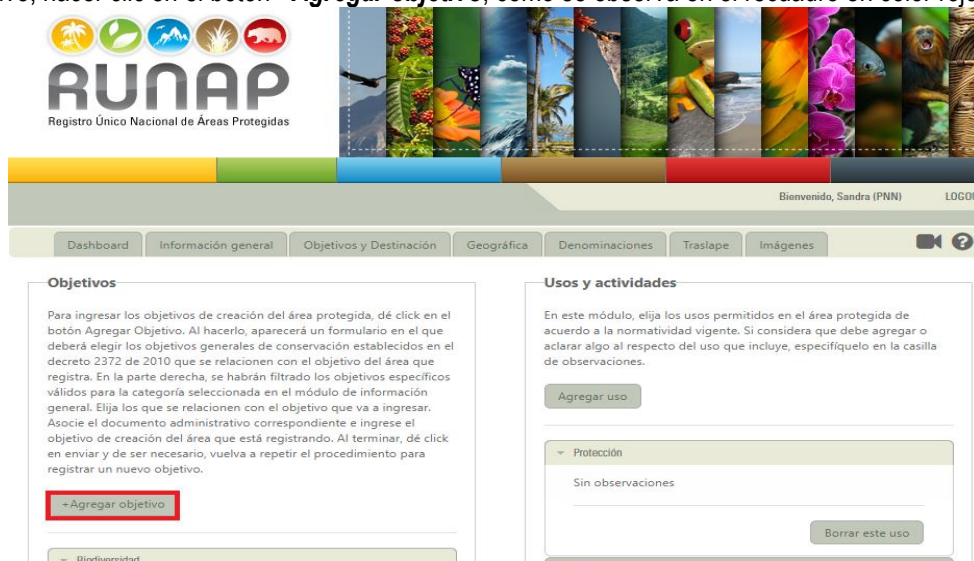 RUNAP
Registro Único Nacional de Áreas Protegidas
Bienvenido, Sandra (PNN)
Dashboard Información general Objetivos y Destinación Geográfica Denominaciones Traslape Imágenes
Objetivos
Para ingresar los objetivos de creación del área protegida, dé click en el
botón Agregar Objetivo. Al hacerlo, aparecerá un formulario en el que
deberá elegir los objetivos generales de conservación establecidos en el
decreto 2372 de 2010 que se relacionen con el objetivo del área que
registra. En la parte derecha, se habrán filtrado los objetivos específicos
válidos para la categoría seleccionada en el módulo de información
general. Elija los que se relacionen con el objetivo que va a ingresar.
Asocie el documento administrativo correspondiente e ingrese el
objetivo de creación del área que está registrando. Al terminar, dé click
en enviar y de ser necesario, vuelva a repetir el procedimiento para
registrar un nuevo objetivo.
+Agregar objetivo
Usos y actividades
En este módulo, elija los usos permitidos en el área protegida de
acuerdo a la normatividad vigente. Si considera que debe agregar o
aclarar algo al respecto del uso que incluye, especifíquelo en la casilla
de observaciones.
Agregar uso
Protección
Sin observaciones
Borrar este uso